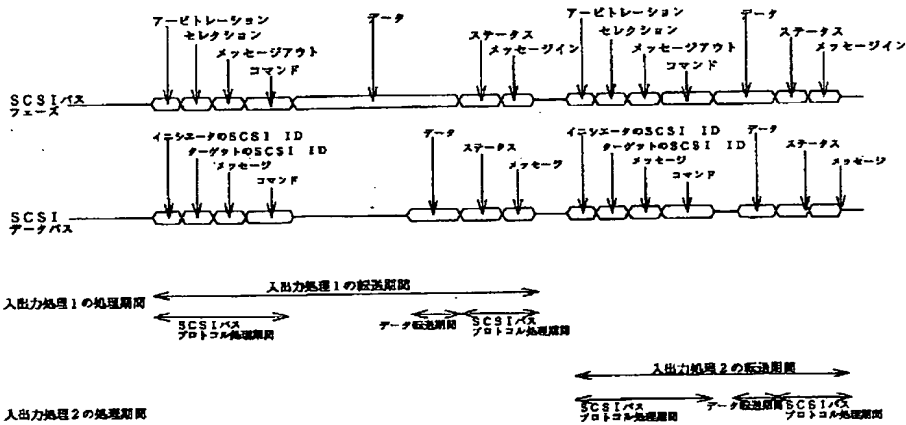 アービトレーション
セレクション
メッセージアウト
コマンド
データ
ステータス
メッセージイン
アービトレーション
セレクション
メッセージアウト
コマンド
データ
ステータス
メッセージイン
SCSIバス
フェーズ
イニシエータのSCSI ID
ターゲットのSCSI ID
メッセージ
コマンド
データ
ステータス
メッセージ
イニシエータのSCSI ID
ターゲットのSCSI ID
メッセージ
コマンド
データ
ステータス
メッセージ
SCSI
データバス
入出力処理1の処理期間
入出力処理1の転送期間
SCSIバス
プロトコル処理期間
データ転送期間
SCSIバス
プロトコル処理期間
入出力処理2の処理期間
入出力処理2の転送期間
SCSIバス
プロトコル処理期間
データ転送期間
SCSIバス
プロトコル処理期間